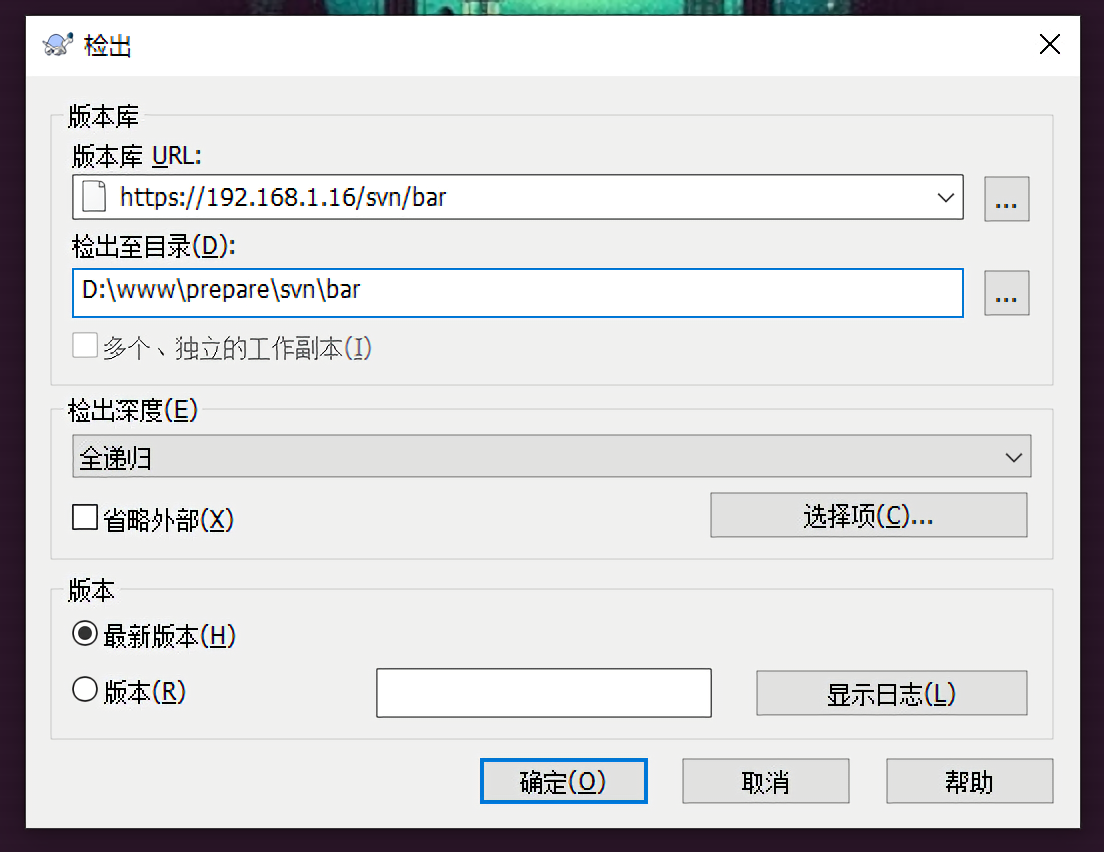 检出
版本库
版本库 URL:
https://192.168.1.16/svn/bar
...
检出至目录(D):
D:\www\prepare\svn\bar
...
多个、独立的工作副本(I)
检出深度(E)
全递归
省略外部(X)
选择项(C)...
版本
最新版本(H)
版本(R)
显示日志(L)
确定(O)
取消
帮助